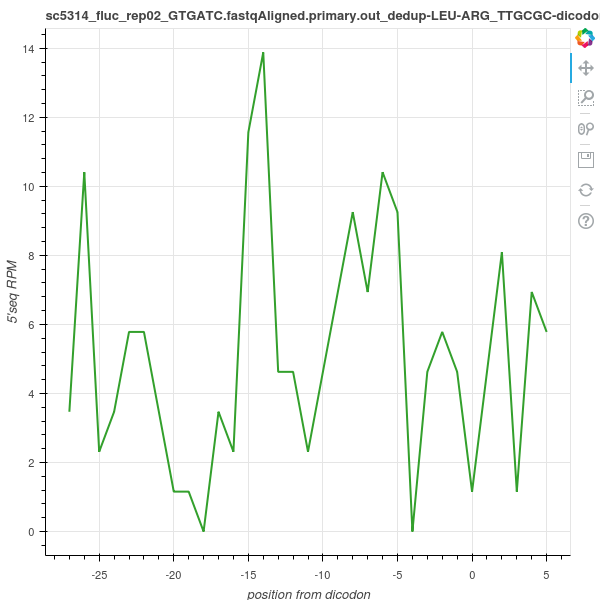 sc5314_fluc_rep02_GTGATC.fastqAligned.primary.out_dedup-LEU-ARG_TTGCGC-dicodo
14
12
10
8
6
4
2
0
5'seq RPM
-25 -20 -15 -10 -5 0 5
position from dicodon